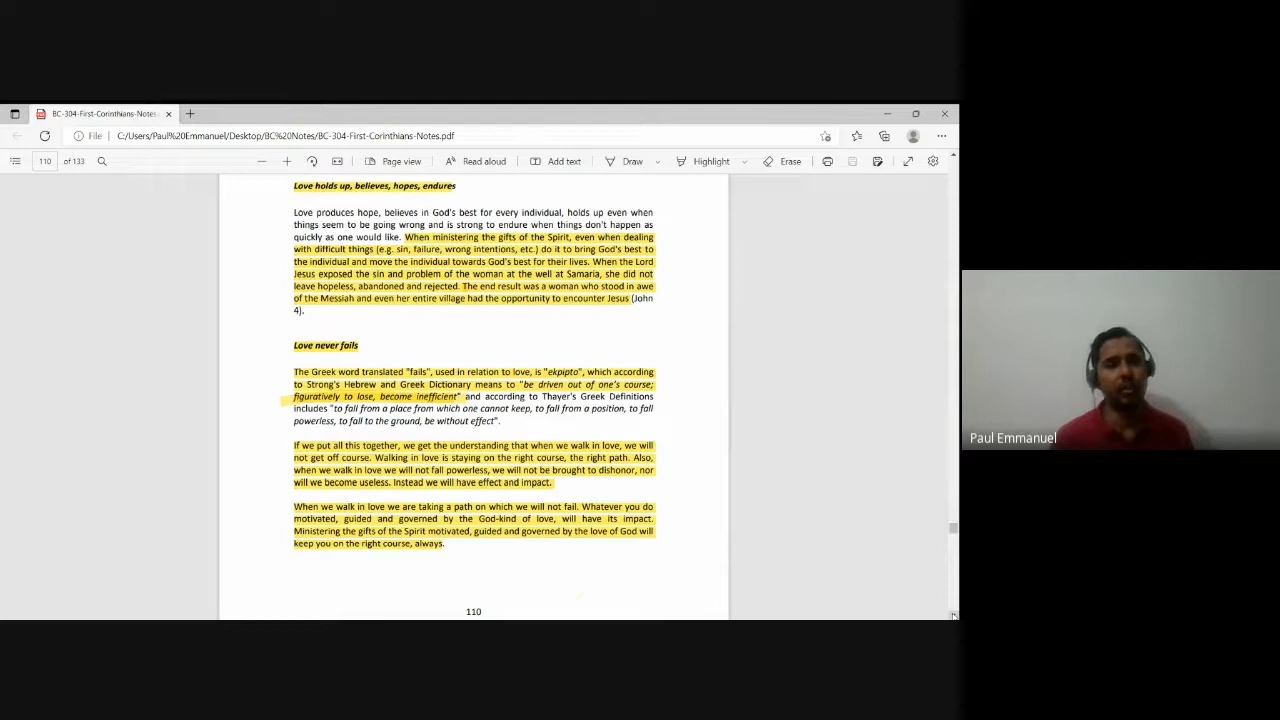 BC-304-First-Corinthians-Notes
File
C:/Users/Paul%20Emmanuel/Desktop/BC%20Notes/BC-304-First-Corinthians-Notes.pdf
110 of 133
Page view
Read aloud
Add text
Draw
Highlight
Erase
Love holds up, believes, hopes, endures
Love produces hope, believes in God's best for every individual, holds up even when
things seem to be going wrong and is strong to endure when things don't happen as
quickly as one would like. When ministering the gifts of the Spirit, even when dealing
with difficult things (e.g. sin, failure, wrong intentions, etc.) do it to bring God's best to
the individual and move the individual towards God's best for their lives. When the Lord
Jesus exposed the sin and problem of the woman at the well at Samaria, she did not
leave hopeless, abandoned and rejected. The end result was a woman who stood in awe
of the Messiah and even her entire village had the opportunity to encounter Jesus (John
4).
Love never fails
The Greek word translated "fails", used in relation to love, is "ekpipto", which according
to Strong's Hebrew and Greek Dictionary means to "be driven out of one's course;
figuratively to lose, become inefficient" and according to Thayer's Greek Definitions
includes "to fall from a place from which one cannot keep, to fall from a position, to fall
powerless, to fall to the ground, be without effect".
If we put all this together, we get the understanding that when we walk in love, we will
not get off course. Walking in love is staying on the right course, the right path. Also,
when we walk in love we will not fall powerless, we will not be brought to dishonor, nor
will we become useless. Instead we will have effect and impact.
When we walk in love we are taking a path on which we will not fail. Whatever you do
motivated, guided and governed by the God-kind of love, will have its impact.
Ministering the gifts of the Spirit motivated, guided and governed by the love of God will
keep you on the right course, always.
110
Paul Emmanuel